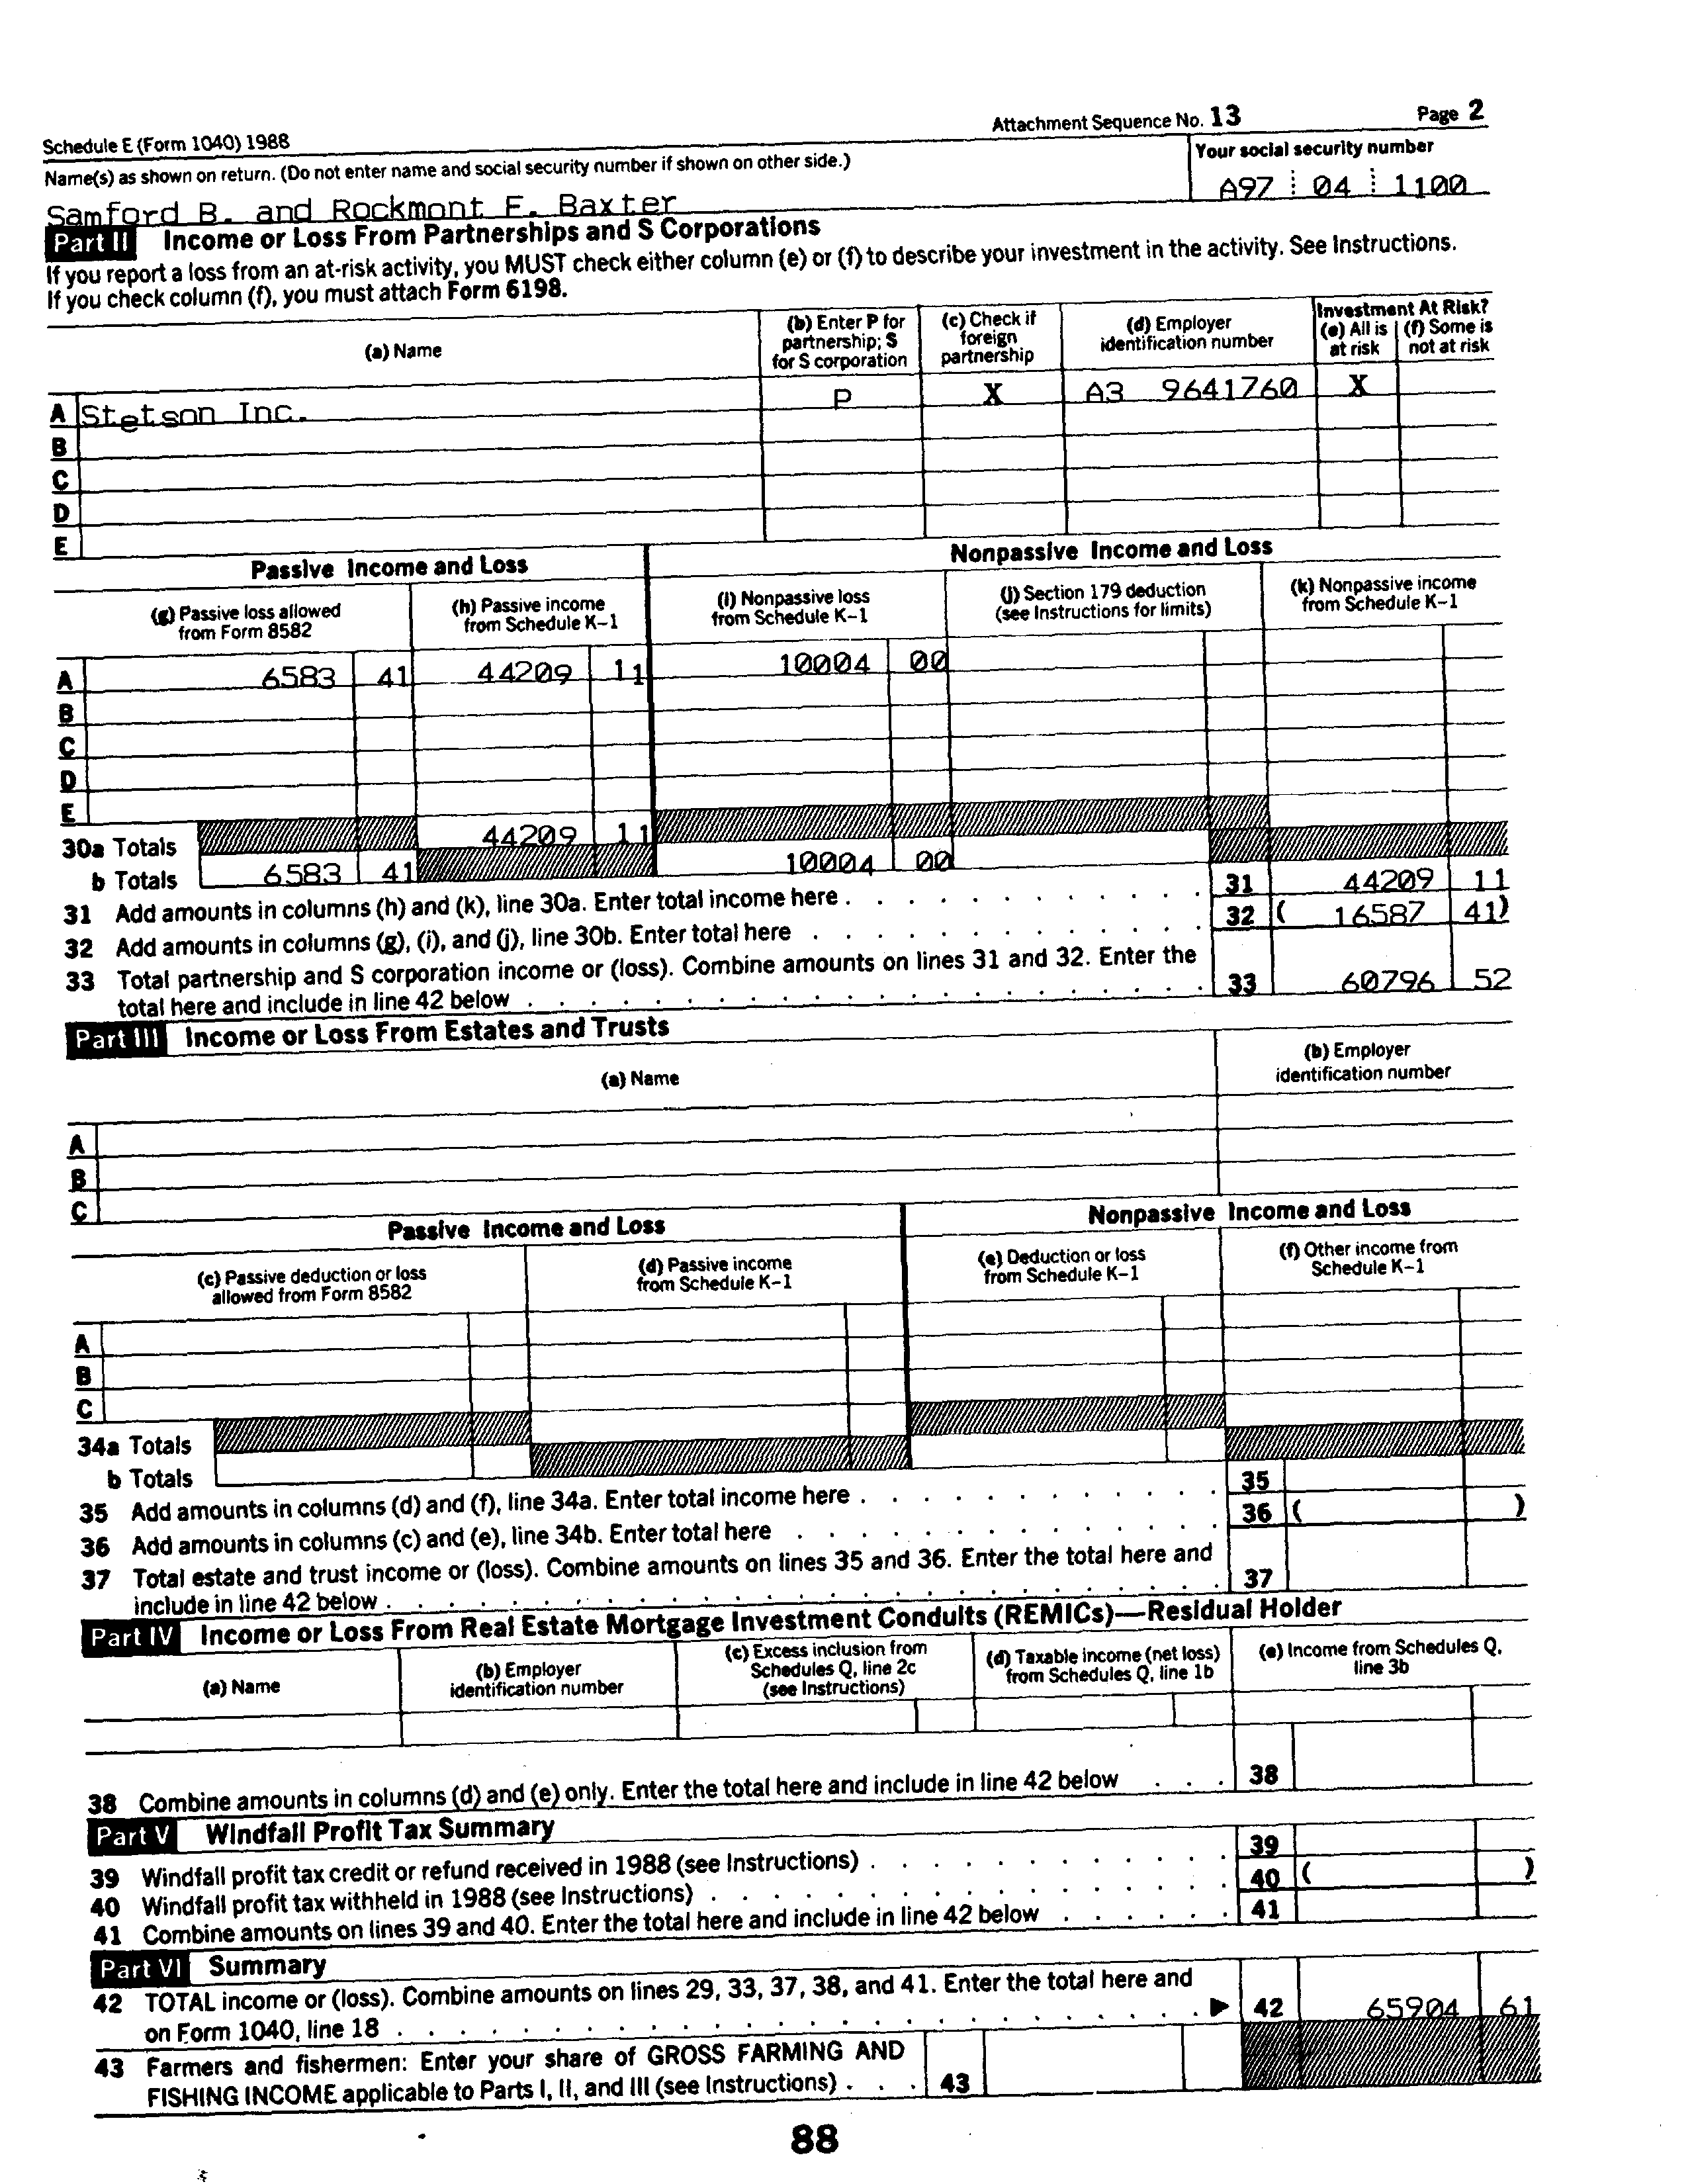 Schedule E (Form 1040) 1988 Attachment Sequence No. 13 Page 2
Name(s) as shown on return. (Do not enter name and social security number if shown on other side.) Your social security number
Samford B. and Rockmont F. Baxter A97 04 1100
Part II Income or Loss From Partnerships and S Corporations
If you report a loss from an at-risk activity, you MUST check either column (e) or (f) to describe your investment in the activity. See Instructions.
If you check column (f), you must attach Form 6198.
(a) Name
(b) Enter P for
partnership; S
for S corporation
(c) Check if
foreign
partnership
(d) Employer
identification number
Investment At Risk?
(e) All is
at risk
(f) Some is
not at risk
A Stetson Inc. P X A3 9641760 X
B
C
D
E
Passive Income and Loss Nonpassive Income and Loss
(g) Passive loss allowed
from Form 8582
(h) Passive income
from Schedule K-1
(i) Nonpassive loss
from Schedule K-1
(j) Section 179 deduction
(see Instructions for limits)
(k) Nonpassive income
from Schedule K-1
A 6583 41 44209 11 10004 00
B
C
D
E
30a Totals 44209 11
b Totals 6583 41 10004 00
31 Add amounts in columns (h) and (k), line 30a. Enter total income here . . . . . . . . . . . . 31 44209 11
32 Add amounts in columns (g), (i), and (j), line 30b. Enter total here . . . . . . . . . . . . . 32 ( 16587 41)
33 Total partnership and S corporation income or (loss). Combine amounts on lines 31 and 32. Enter the
total here and include in line 42 below . . . . . . . . . . . . . . . . . . . . . . 33 60796 52
Part III Income or Loss From Estates and Trusts
(a) Name
(b) Employer
identification number
A
B
C
Passive Income and Loss Nonpassive Income and Loss
(c) Passive deduction or loss
allowed from Form 8582
(d) Passive income
from Schedule K-1
(e) Deduction or loss
from Schedule K-1
(f) Other income from
Schedule K-1
A
B
C
34a Totals
b Totals
35 Add amounts in columns (d) and (f), line 34a. Enter total income here . . . . . . . . . . . . 35
36 Add amounts in columns (c) and (e), line 34b. Enter total here . . . . . . . . . . . . . 36 ( )
37 Total estate and trust income or (loss). Combine amounts on lines 35 and 36. Enter the total here and
include in line 42 below . . . . . . . . . . . . . . . . . . . . . . . . . . 37
Part IV Income or Loss From Real Estate Mortgage Investment Conduits (REMICs)—Residual Holder
(a) Name
(b) Employer
identification number
(c) Excess inclusion from
Schedules Q, line 2c
(see Instructions)
(d) Taxable income (net loss)
from Schedules Q, line 1b
(e) Income from Schedules Q,
line 3b
38 Combine amounts in columns (d) and (e) only. Enter the total here and include in line 42 below . . . 38
Part V Windfall Profit Tax Summary
39 Windfall profit tax credit or refund received in 1988 (see Instructions) . . . . . . . . . . . . 39
40 Windfall profit tax withheld in 1988 (see Instructions) . . . . . . . . . . . . . . . . 40 ( )
41 Combine amounts on lines 39 and 40. Enter the total here and include in line 42 below . . . . . . 41
Part VI Summary
42 TOTAL income or (loss). Combine amounts on lines 29, 33, 37, 38, and 41. Enter the total here and
on Form 1040, line 18 . . . . . . . . . . . . . . . . . . . . . . . . . ▶ 42 65904 61
43 Farmers and fishermen: Enter your share of GROSS FARMING AND
FISHING INCOME applicable to Parts I, II, and III (see Instructions) . . . 43
88